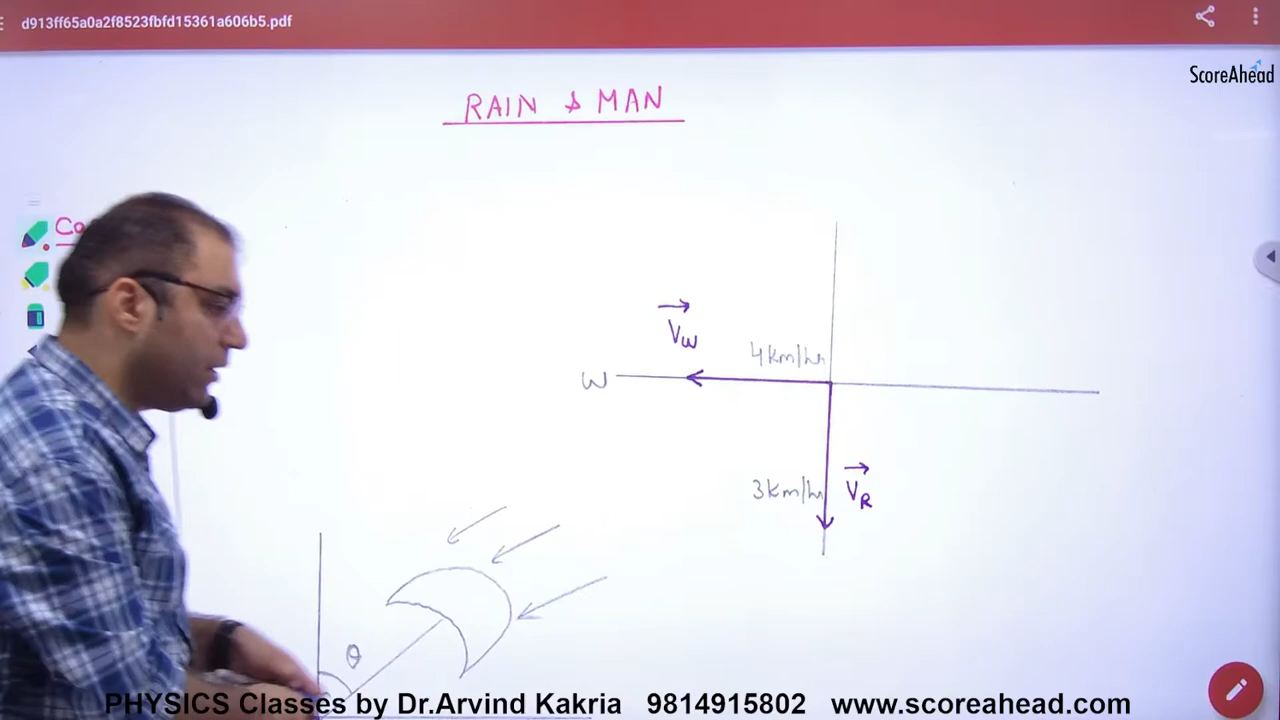 d913ff65a0a2f8523fbfd15361a606b5.pdf
ScoreAhead
RAIN & MAN
Ca
V_W
4km/hr
W
3km/hr
V_R
θ
PHYSICS Classes by Dr.Arvind Kakria 9814915802 www.scoreahead.com